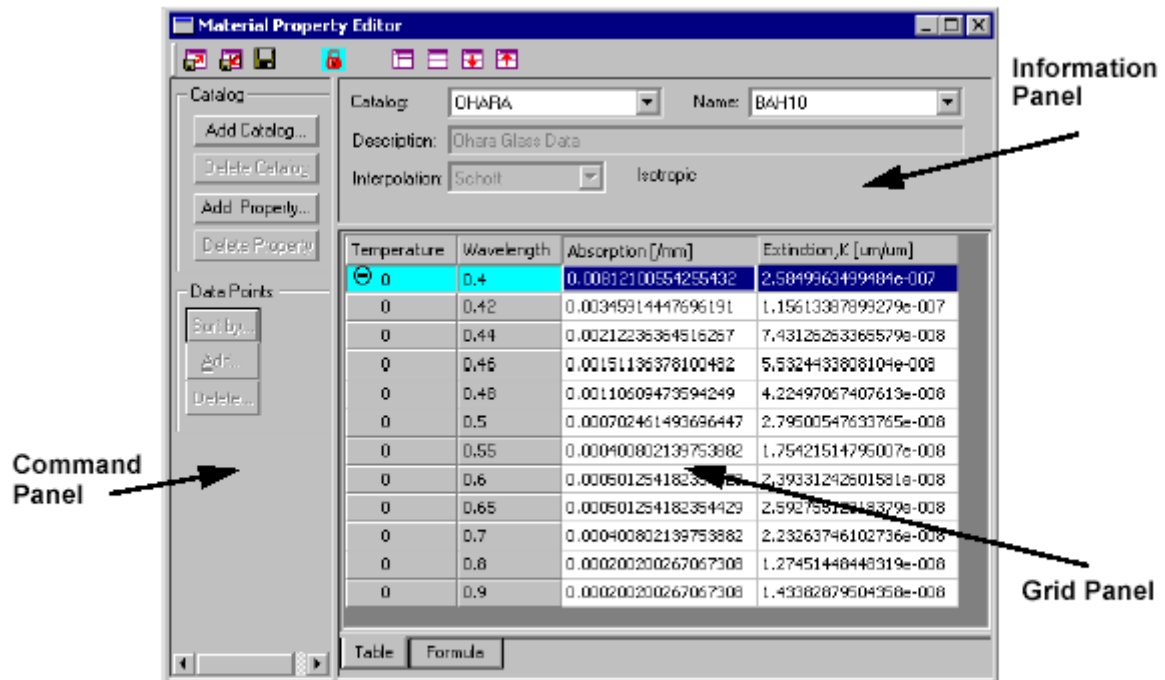 Material Property Editor
Information
Panel
Catalog
Catalog: OHARA Name: BAH10
Add Catalog...
Description: Ohara Glass Data
Delete Catalog
Interpolation: Schott Isotropic
Add Property...
Delete Property
Temperature Wavelength Absorption [/mm] Extinction,K [um/um]
0 0.4 0.00812100554255432 2.5849963499484e-007
Data Points
0 0.42 0.00345914447696191 1.15613387899279e-007
Sort by...
0 0.44 0.00212236364516267 7.43126263365579e-008
Add...
0 0.46 0.00151136378100482 5.5324433808104e-008
Delete...
0 0.48 0.00110609473594249 4.22497067407613e-008
0 0.5 0.000702461493696447 2.79500547633765e-008
Command
Panel
0 0.55 0.000400802139753882 1.75421514795007e-008
0 0.6 2.39331242601581e-008
0 0.65 0.000501254182354429
0 0.7 0.000400802139753882 2.23263746102736e-008
0 0.8 0.000200200267067308 1.27451448448319e-008
0 0.9 0.000200200267067308 1.43382879504358e-008
Grid Panel
Table Formula